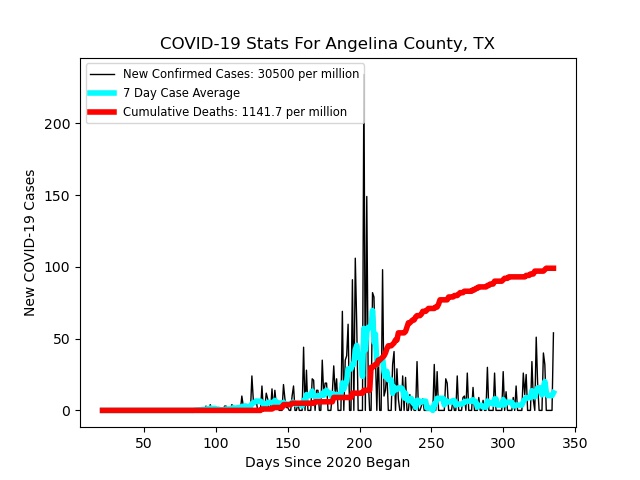 COVID-19 Stats For Angelina County, TX
New Confirmed Cases: 30500 per million
7 Day Case Average
Cumulative Deaths: 1141.7 per million
New COVID-19 Cases
200
150
100
50
0
50 100 150 200 250 300 350
Days Since 2020 Began